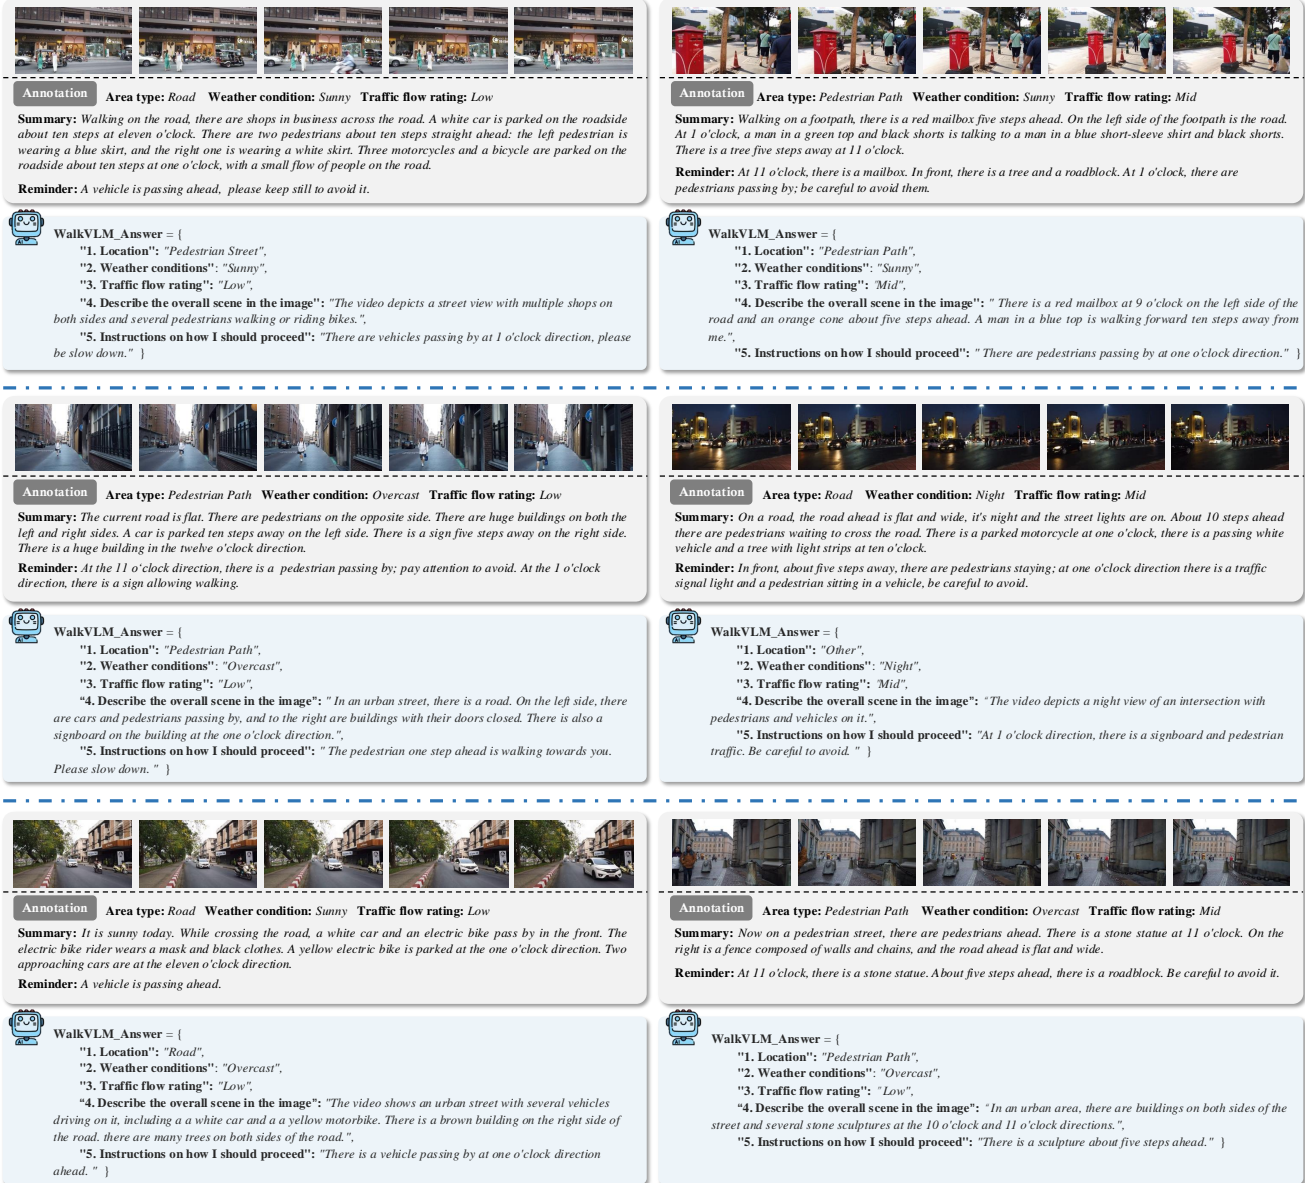 Annotation Area type: Road Weather condition: Sunny Traffic flow rating: Low
Summary: Walking on the road, there are shops in business across the road. A white car is parked on the roadside
about ten steps at eleven o'clock. There are two pedestrians about ten steps straight ahead: the left pedestrian is
wearing a blue skirt, and the right one is wearing a white skirt. Three motorcycles and a bicycle are parked on the
roadside about ten steps at one o'clock, with a small flow of people on the road.
Reminder: A vehicle is passing ahead, please keep still to avoid it.
WalkVLM_Answer = {
"1. Location": "Pedestrian Street",
"2. Weather conditions": "Sunny",
"3. Traffic flow rating": "Low",
"4. Describe the overall scene in the image": "The video depicts a street view with multiple shops on
both sides and several pedestrians walking or riding bikes.",
"5. Instructions on how I should proceed": "There are vehicles passing by at 1 o'clock direction, please
be slow down." }
Annotation Area type: Pedestrian Path Weather condition: Sunny Traffic flow rating: Mid
Summary: Walking on a footpath, there is a red mailbox five steps ahead. On the left side of the footpath is the road.
At 1 o'clock, a man in a green top and black shorts is talking to a man in a blue short-sleeve shirt and black shorts.
There is a tree five steps away at 11 o'clock.
Reminder: At 11 o'clock, there is a mailbox. In front, there is a tree and a roadblock. At 1 o'clock, there are
pedestrians passing by; be careful to avoid them.
WalkVLM_Answer = {
"1. Location": "Pedestrian Path",
"2. Weather conditions": "Sunny",
"3. Traffic flow rating": "Mid",
"4. Describe the overall scene in the image": " There is a red mailbox at 9 o'clock on the left side of the
road and an orange cone about five steps ahead. A man in a blue top is walking forward ten steps away from
me.",
"5. Instructions on how I should proceed": " There are pedestrians passing by at one o'clock direction." }
Annotation Area type: Pedestrian Path Weather condition: Overcast Traffic flow rating: Low
Summary: The current road is flat. There are pedestrians on the opposite side. There are huge buildings on both the
left and right sides. A car is parked ten steps away on the left side. There is a sign five steps away on the right side.
There is a huge building in the twelve o'clock direction.
Reminder: At the 11 o'clock direction, there is a pedestrian passing by; pay attention to avoid. At the 1 o'clock
direction, there is a sign allowing walking.
WalkVLM_Answer = {
"1. Location": "Pedestrian Path",
"2. Weather conditions": "Overcast",
"3. Traffic flow rating": "Low",
"4. Describe the overall scene in the image": " In an urban street, there is a road. On the left side, there
are cars and pedestrians passing by, and to the right are buildings with their doors closed. There is also a
signboard on the building at the one o'clock direction.",
"5. Instructions on how I should proceed": " The pedestrian one step ahead is walking towards you.
Please slow down. " }
Annotation Area type: Road Weather condition: Night Traffic flow rating: Mid
Summary: On a road, the road ahead is flat and wide, it's night and the street lights are on. About 10 steps ahead
there are pedestrians waiting to cross the road. There is a parked motorcycle at one o'clock, there is a passing white
vehicle and a tree with light strips at ten o'clock.
Reminder: In front, about five steps away, there are pedestrians staying; at one o'clock direction there is a traffic
signal light and a pedestrian sitting in a vehicle, be careful to avoid.
WalkVLM_Answer = {
"1. Location": "Other",
"2. Weather conditions": "Night",
"3. Traffic flow rating": "Mid",
"4. Describe the overall scene in the image": "The video depicts a night view of an intersection with
pedestrians and vehicles on it.",
"5. Instructions on how I should proceed": "At 1 o'clock direction, there is a signboard and pedestrian
traffic. Be careful to avoid. " }
Annotation Area type: Road Weather condition: Sunny Traffic flow rating: Low
Summary: It is sunny today. While crossing the road, a white car and an electric bike pass by in the front. The
electric bike rider wears a mask and black clothes. A yellow electric bike is parked at the one o'clock direction. Two
approaching cars are at the eleven o'clock direction.
Reminder: A vehicle is passing ahead.
WalkVLM_Answer = {
"1. Location": "Road",
"2. Weather conditions": "Overcast",
"3. Traffic flow rating": "Low",
"4. Describe the overall scene in the image": "The video shows an urban street with several vehicles
driving on it, including a a white car and a a yellow motorbike. There is a brown building on the right side of
the road. there are many trees on both sides of the road.",
"5. Instructions on how I should proceed": "There is a vehicle passing by at one o'clock direction
ahead. " }
Annotation Area type: Pedestrian Path Weather condition: Overcast Traffic flow rating: Mid
Summary: Now on a pedestrian street, there are pedestrians ahead. There is a stone statue at 11 o'clock. On the
right is a fence composed of walls and chains, and the road ahead is flat and wide.
Reminder: At 11 o'clock, there is a stone statue. About five steps ahead, there is a roadblock. Be careful to avoid it.
WalkVLM_Answer = {
"1. Location": "Pedestrian Path",
"2. Weather conditions": "Overcast",
"3. Traffic flow rating": "Low",
"4. Describe the overall scene in the image": "In an urban area, there are buildings on both sides of the
street and several stone sculptures at the 10 o'clock and 11 o'clock directions.",
"5. Instructions on how I should proceed": "There is a sculpture about five steps ahead." }